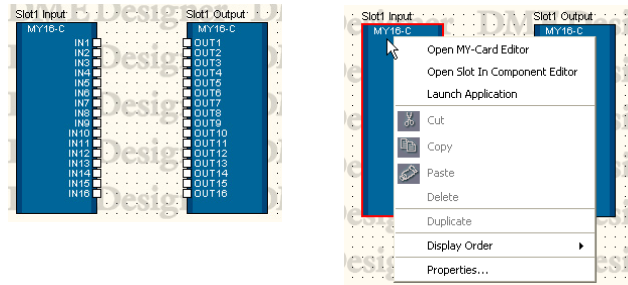 Slot1 Input
Slot1 Output
MY16-C
MY16-C
IN1
IN2
IN3
IN4
IN5
IN6
IN7
IN8
IN9
IN10
IN11
IN12
IN13
IN14
IN15
IN16
OUT1
OUT2
OUT3
OUT4
OUT5
OUT6
OUT7
OUT8
OUT9
OUT10
OUT11
OUT12
OUT13
OUT14
OUT15
OUT16
DME Designer
Slot1 Input
Slot1 Output
MY16-C
MY16-C
Open MY-Card Editor
Open Slot In Component Editor
Launch Application
Cut
Copy
Paste
Delete
Duplicate
Display Order
Properties...